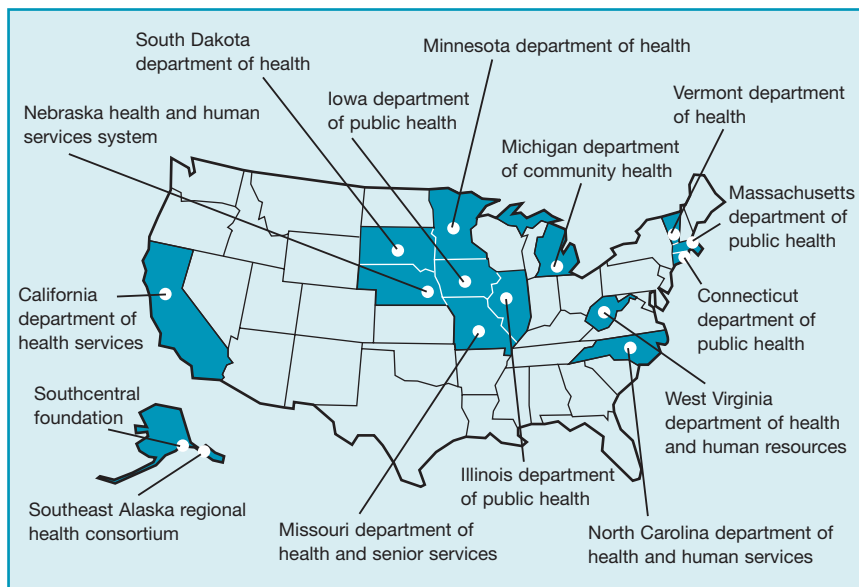 South Dakota
department of health
Minnesota department of health
Nebraska health and human
services system
Iowa department
of public health
Vermont department
of health
Michigan department
of community health
Massachusetts
department of
public health
California
department of
health services
Connecticut
department of
public health
Southcentral
foundation
West Virginia
department of health
and human resources
Southeast Alaska regional
health consortium
Illinois department
of public health
Missouri department of
health and senior services
North Carolina department of
health and human services